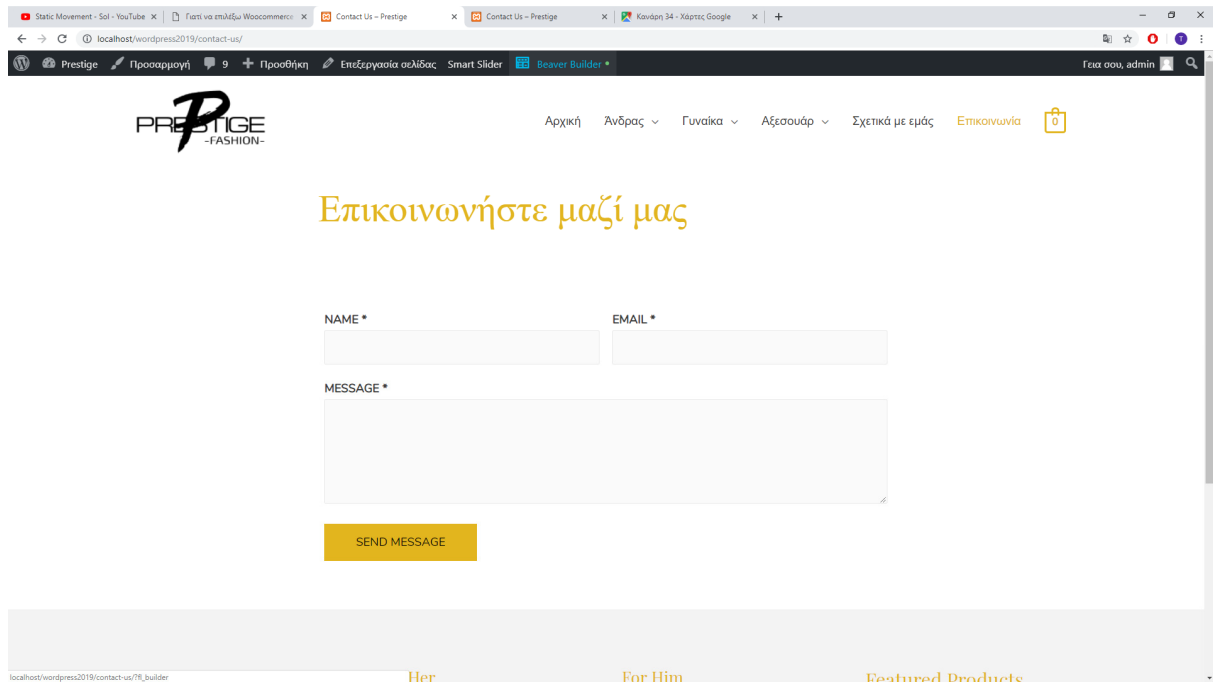 Static Movement - Sol - YouTube
Γιατί να επιλέξω Woocommerce
Contact Us – Prestige
Contact Us – Prestige
Κανάρη 34 - Χάρτες Google
localhost/wordpress2019/contact-us/
Prestige Προσαρμογή 9 Προσθήκη Επεξεργασία σελίδας Smart Slider Beaver Builder • Γεια σου, admin
PRESTIGE
-FASHION-
Αρχική Άνδρας Γυναίκα Αξεσουάρ Σχετικά με εμάς Επικοινωνία 0
Επικοινωνήστε μαζί μας
NAME * EMAIL *
MESSAGE *
SEND MESSAGE
Her For Him Featured Products
localhost/wordpress2019/contact-us/?fl_builder